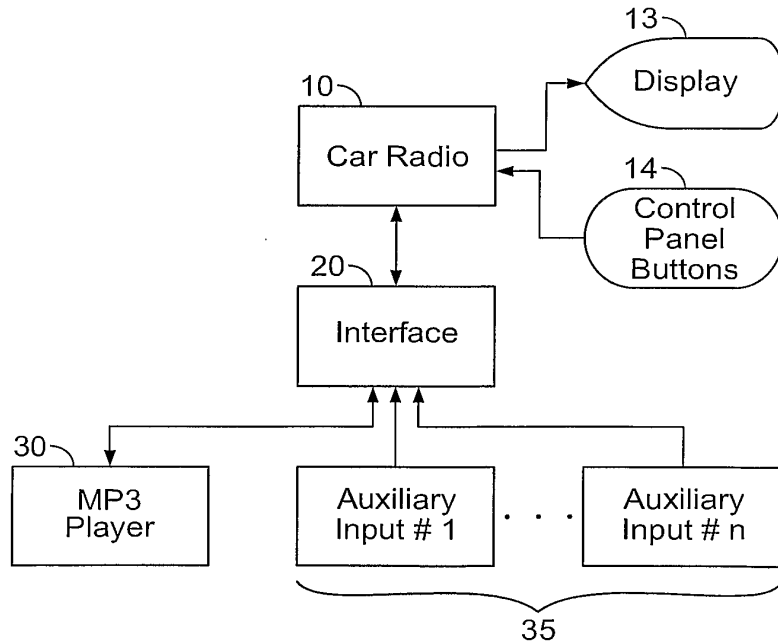 13
Display
10
Car Radio
14
Control
Panel
Buttons
20
Interface
30
MP3
Player
Auxiliary
Input # 1
. . .
Auxiliary
Input # n
35